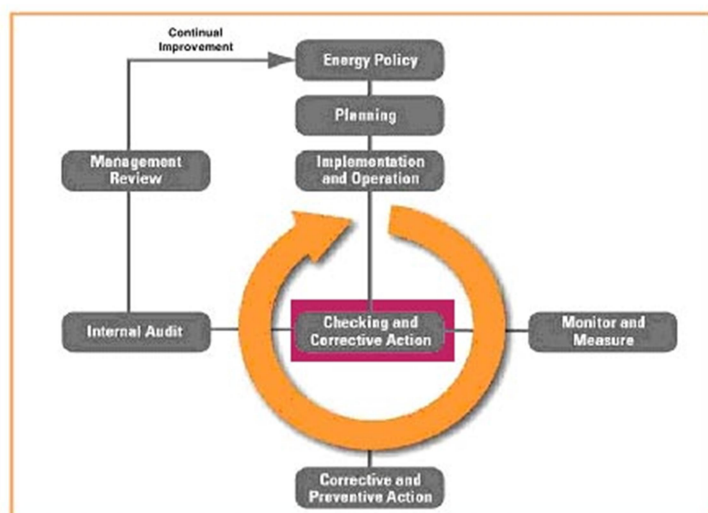 Continual
Improvement
Energy Policy
Planning
Implementation
and Operation
Management
Review
Internal Audit
Checking and
Corrective Action
Monitor and
Measure
Corrective and
Preventive Action